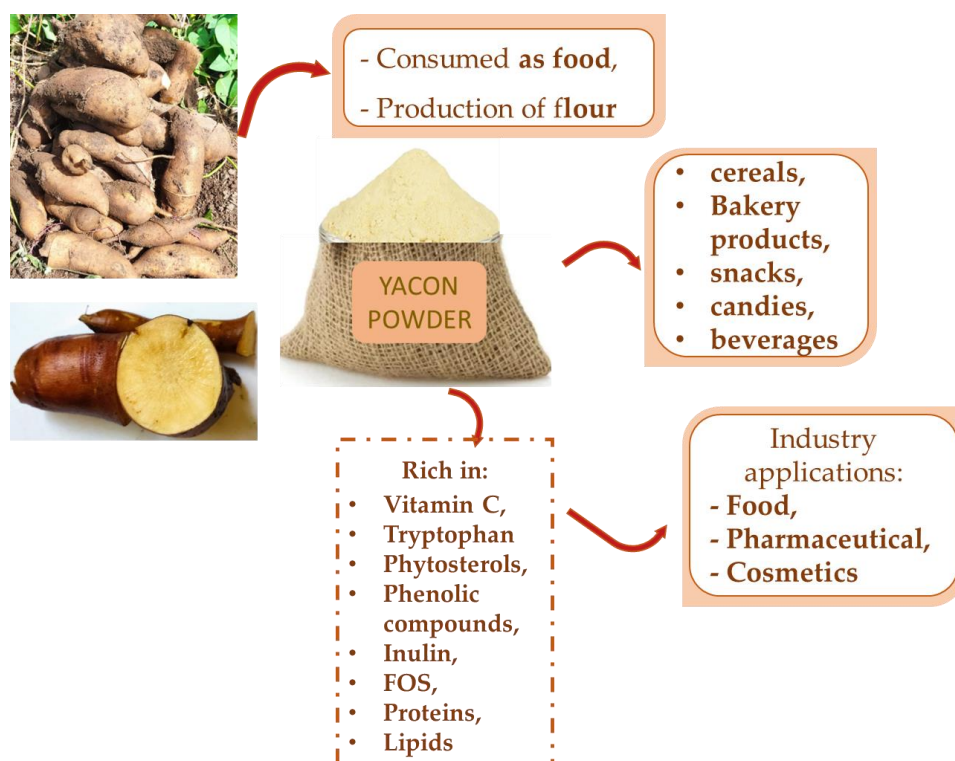 - Consumed as food,
- Production of flour
• cereals,
• Bakery
products,
• snacks,
• candies,
• beverages
YACON
POWDER
Rich in:
• Vitamin C,
• Tryptophan
• Phytosterols,
• Phenolic
compounds,
• Inulin,
• FOS,
• Proteins,
• Lipids
Industry
applications:
- Food,
- Pharmaceutical,
- Cosmetics